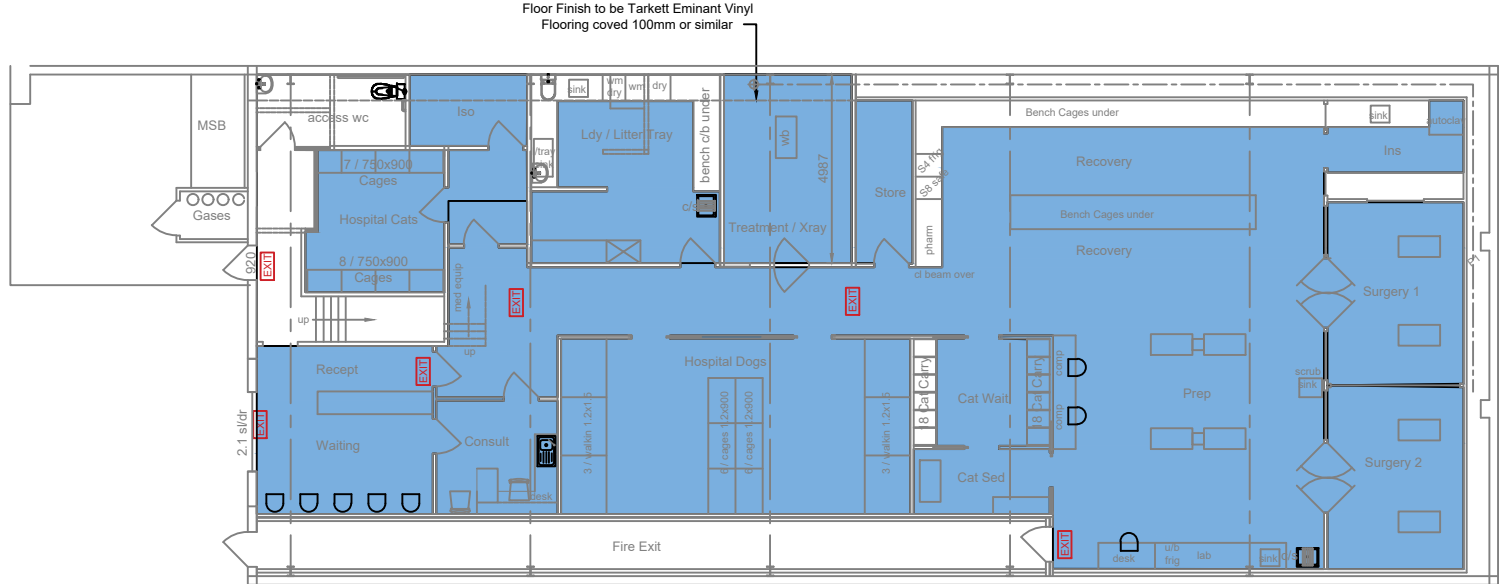 Floor Finish to be Tarkett Eminant Vinyl
Flooring coved 100mm or similar
MSB
Gases
access wc
Iso
7 / 750x900
Cages
Hospital Cats
8 / 750x900
Cages
920
EXIT
up
med equip
up
EXIT
sink
wm
dry
wm
dry
Ldy / Litter Tray
bench c/b under
wb
4987
Treatment / Xray
Store
S8 safe
pharm
cl beam over
EXIT
Bench Cages under
sink
Ins
Recovery
Bench Cages under
Recovery
Surgery 1
Recept
EXIT
EXIT
2.1 sl/dr
Waiting
Consult
desk
Hospital Dogs
3 / walkin 1.2x1.5
6 / cages 1.2x900
6 / cages 1.2x900
3 / walkin 1.2x1.5
18 Cat Carry
Cat Wait
18 Cat Carry
comp
comp
Prep
scrub
sink
Cat Sed
Surgery 2
Fire Exit
EXIT
desk
u/b
frig
lab
sink
c/s